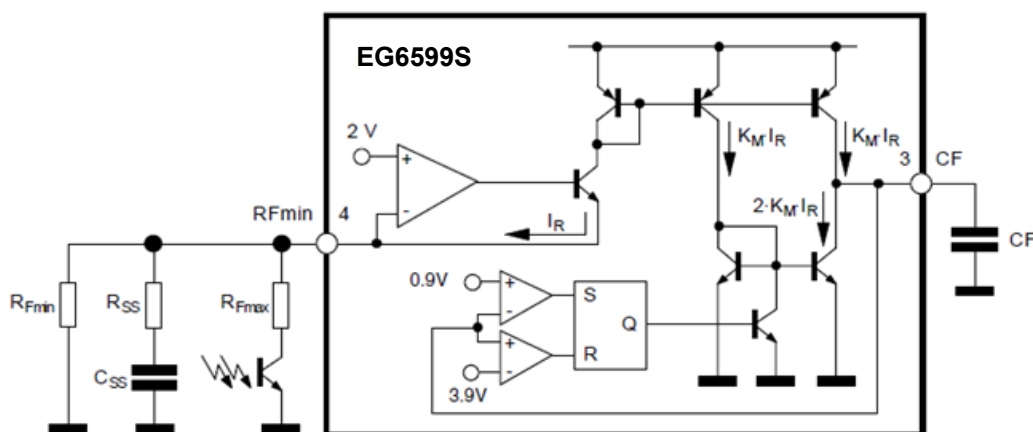 EG6599S
2 V
+
-
K_M.I_R
K_M.I_R
3
CF
RFmin
4
I_R
2·K_M.I_R
CF
R_Fmin
R_SS
R_Fmax
C_SS
0.9V
+
-
S
Q
+
-
R
3.9V